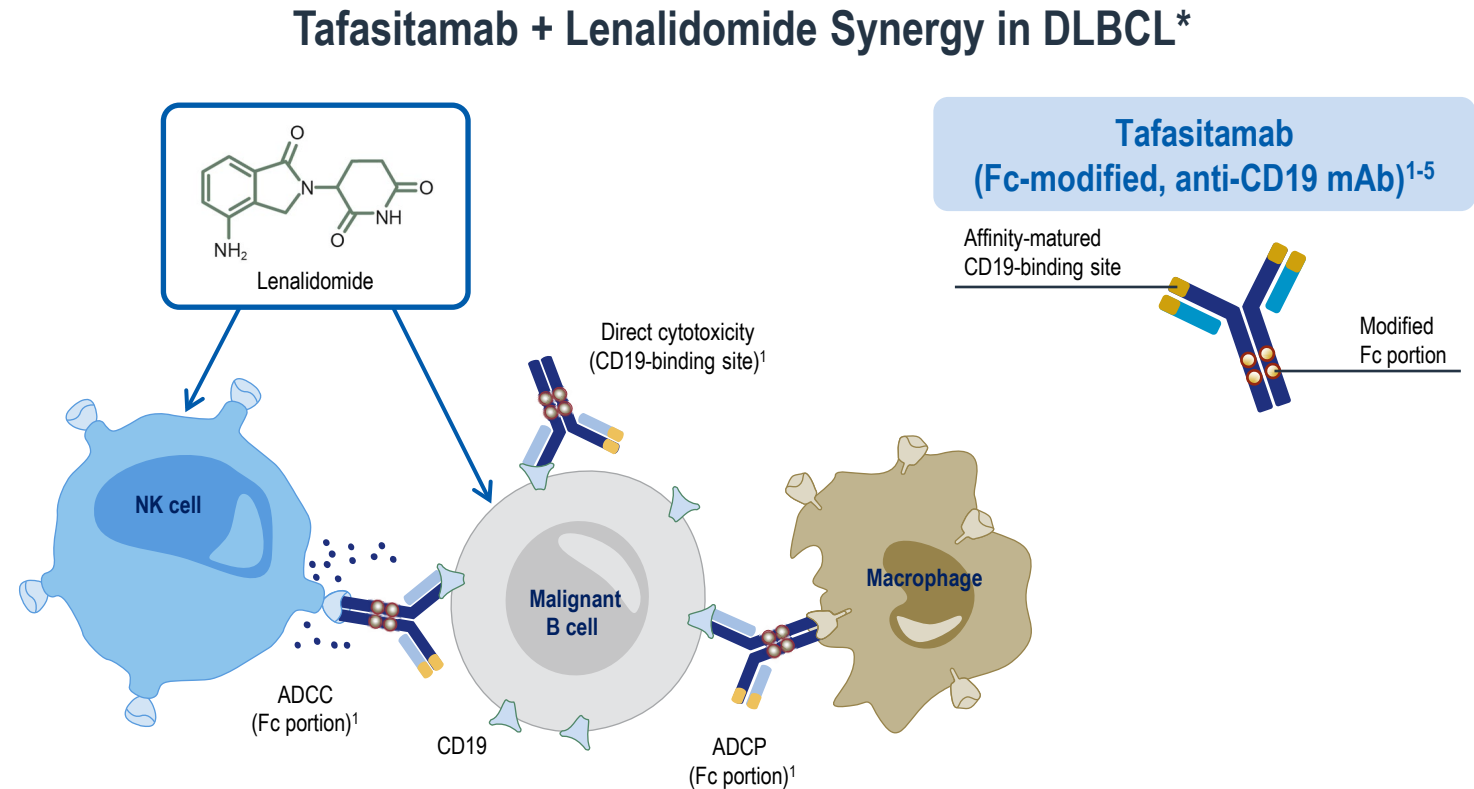 Tafasitamab + Lenalidomide Synergy in DLBCL*
O
N
O
NH
O
NH₂
Lenalidomide
Tafasitamab
(Fc-modified, anti-CD19 mAb)¹⁻⁵
Affinity-matured
CD19-binding site
Modified
Fc portion
Direct cytotoxicity
(CD19-binding site)¹
NK cell
Malignant
B cell
Macrophage
ADCC
(Fc portion)¹
CD19
ADCP
(Fc portion)¹